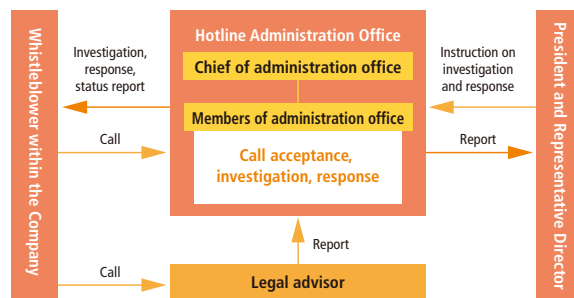 Whistleblower within the Company
Investigation,
response,
status report
Call
Call
Hotline Administration Office
Chief of administration office
Members of administration office
Call acceptance,
investigation, response
Report
Legal advisor
Instruction on
investigation
and response
Report
President and Representative Director